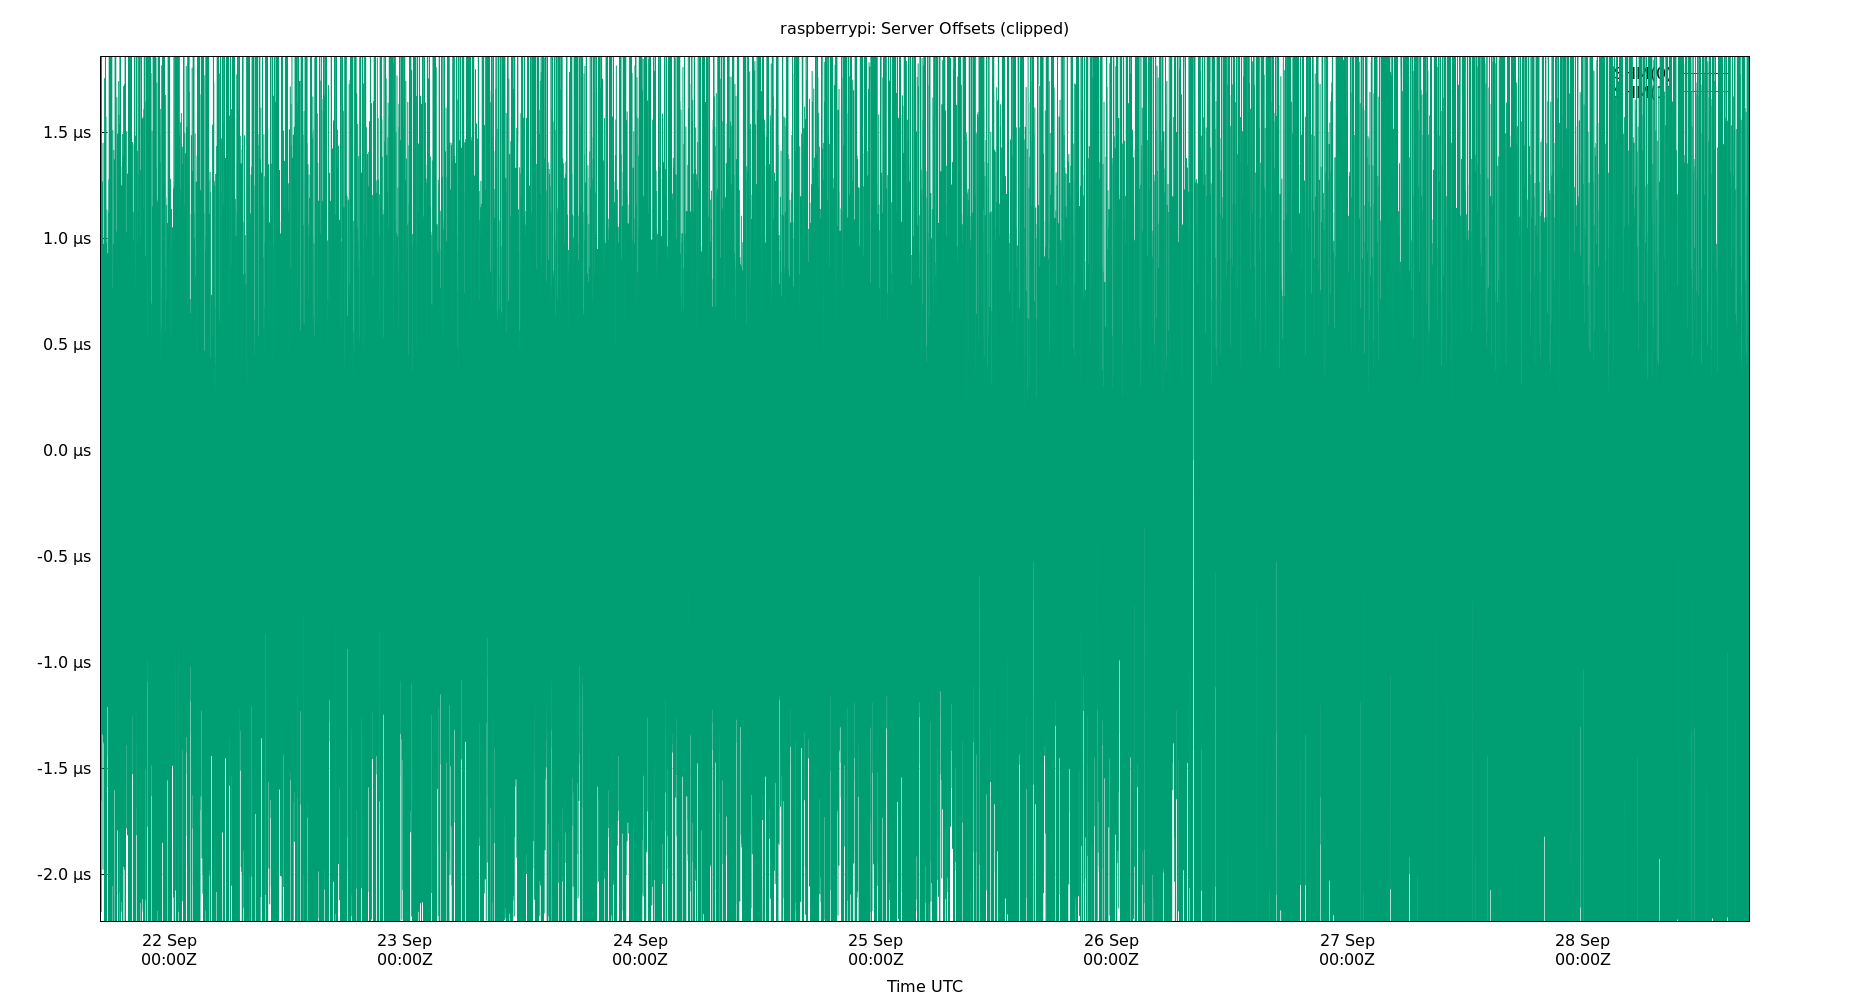 raspberrypi: Server Offsets (clipped)
SHM(0)
1.5 µs
1.0 µs
0.5 µs
0.0 µs
-0.5 µs
-1.0 µs
-1.5 µs
-2.0 µs
22 Sep 23 Sep 24 Sep 25 Sep 26 Sep 27 Sep 28 Sep
00:00Z 00:00Z 00:00Z 00:00Z 00:00Z 00:00Z 00:00Z
Time UTC